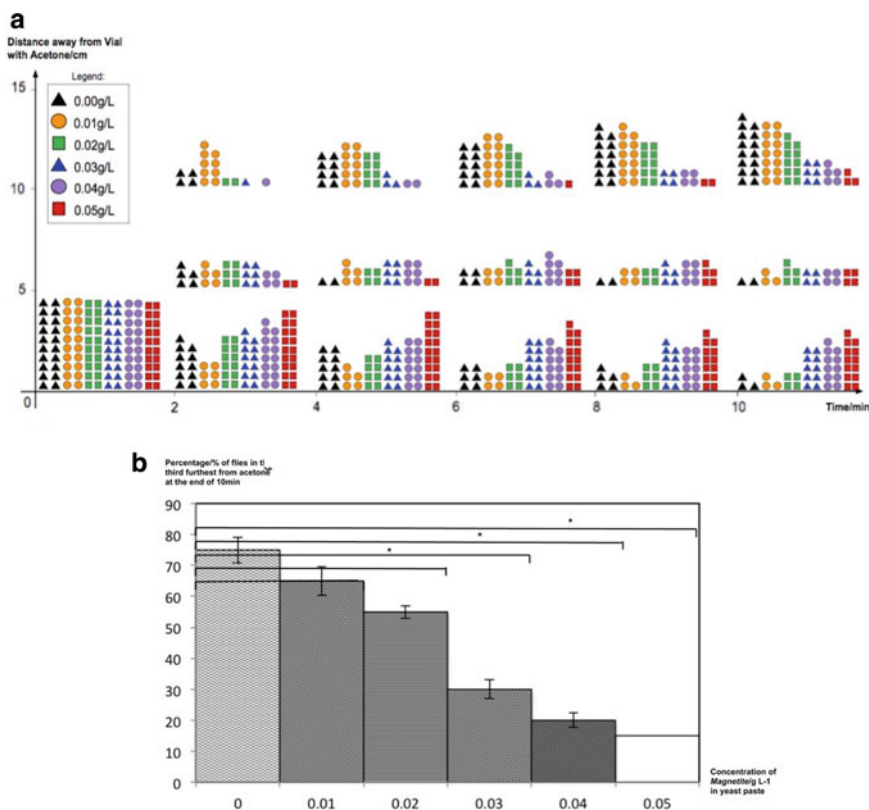 a
Distance away from Vial
with Acetone/cm
15
10
5
0
Legend:
0.00g/L
0.01g/L
0.02g/L
0.03g/L
0.04g/L
0.05g/L
2 4 6 8 10 Time/min
b
Percentage/% of flies in
third furthest from acetone
at the end of 10min
90
80
70
60
50
40
30
20
10
0
* 
*
*
0 0.01 0.02 0.03 0.04 0.05
Concentration of
Magnetite/g L-1
in yeast paste